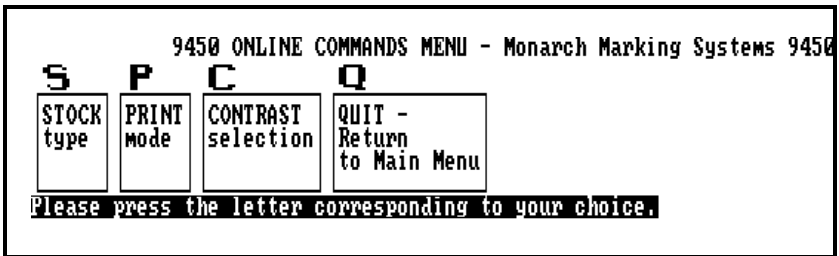 9450 ONLINE COMMANDS MENU - Monarch Marking Systems 9450
S P C Q
STOCK PRINT CONTRAST QUIT -
type mode selection Return
to Main Menu
Please press the letter corresponding to your choice.